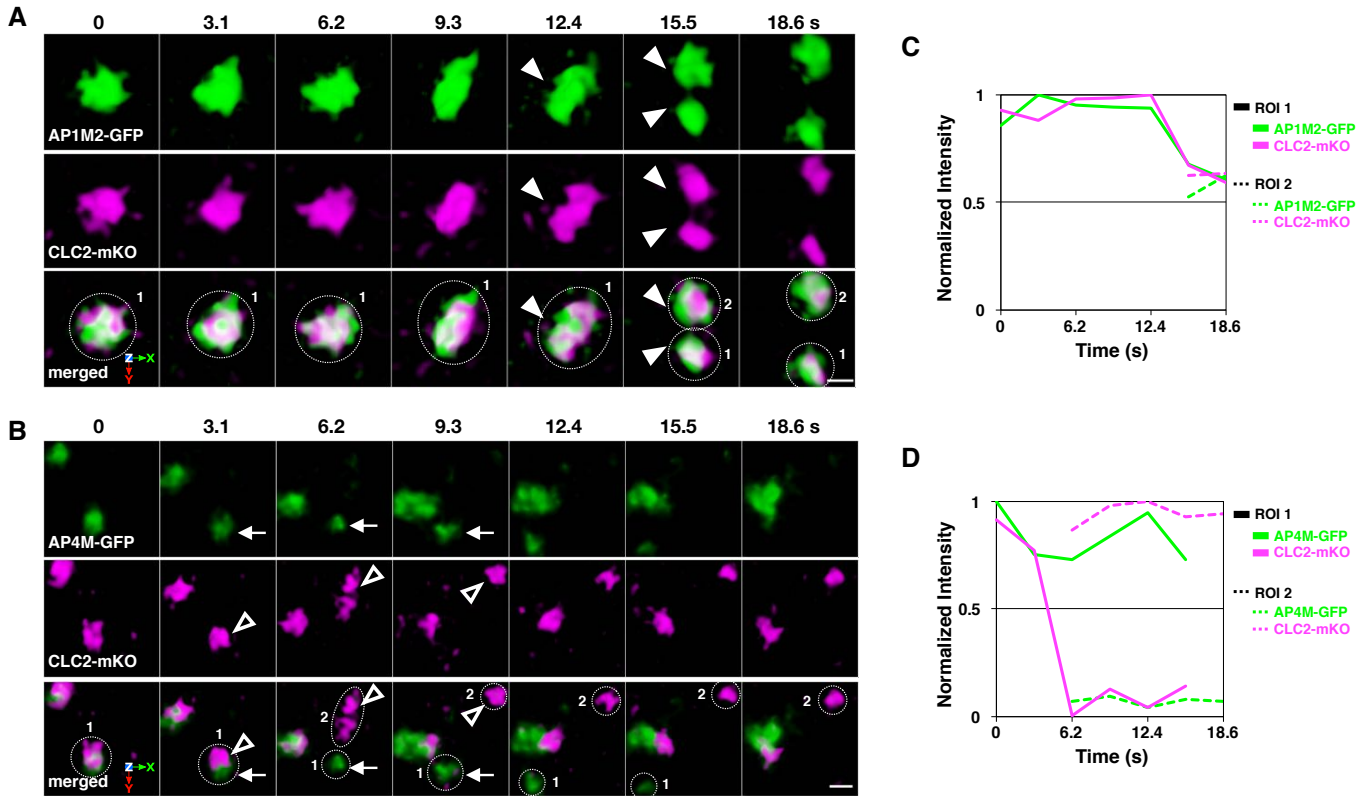 A
0 3.1 6.2 9.3 12.4 15.5 18.6 s
AP1M2-GFP
CLC2-mKO
1 1 1 1 1 2 2
1 1
merged Z X
Y
B
0 3.1 6.2 9.3 12.4 15.5 18.6 s
AP4M-GFP
CLC2-mKO
1 1 2 2 2 2 2
1 1 1 1
merged Z X
Y
C
Normalized Intensity
1
0.5
0
0 6.2 12.4 18.6
Time (s)
ROI 1
AP1M2-GFP
CLC2-mKO
ROI 2
AP1M2-GFP
CLC2-mKO
D
Normalized Intensity
1
0.5
0
0 6.2 12.4 18.6
Time (s)
ROI 1
AP4M-GFP
CLC2-mKO
ROI 2
AP4M-GFP
CLC2-mKO